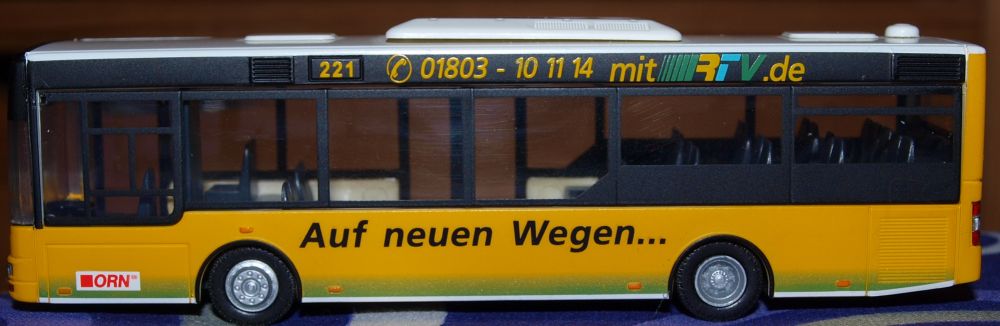 221 01803 - 10 11 14 mit RTV.de
Auf neuen Wegen...
ORN